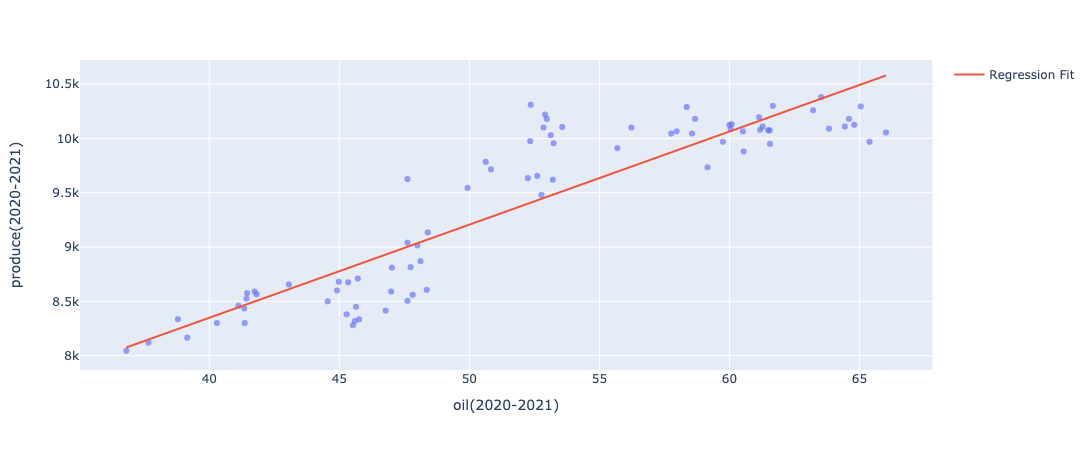 Regression Fit
10.5k
10k
9.5k
9k
8.5k
8k
produce(2020-2021)
40 45 50 55 60 65
oil(2020-2021)